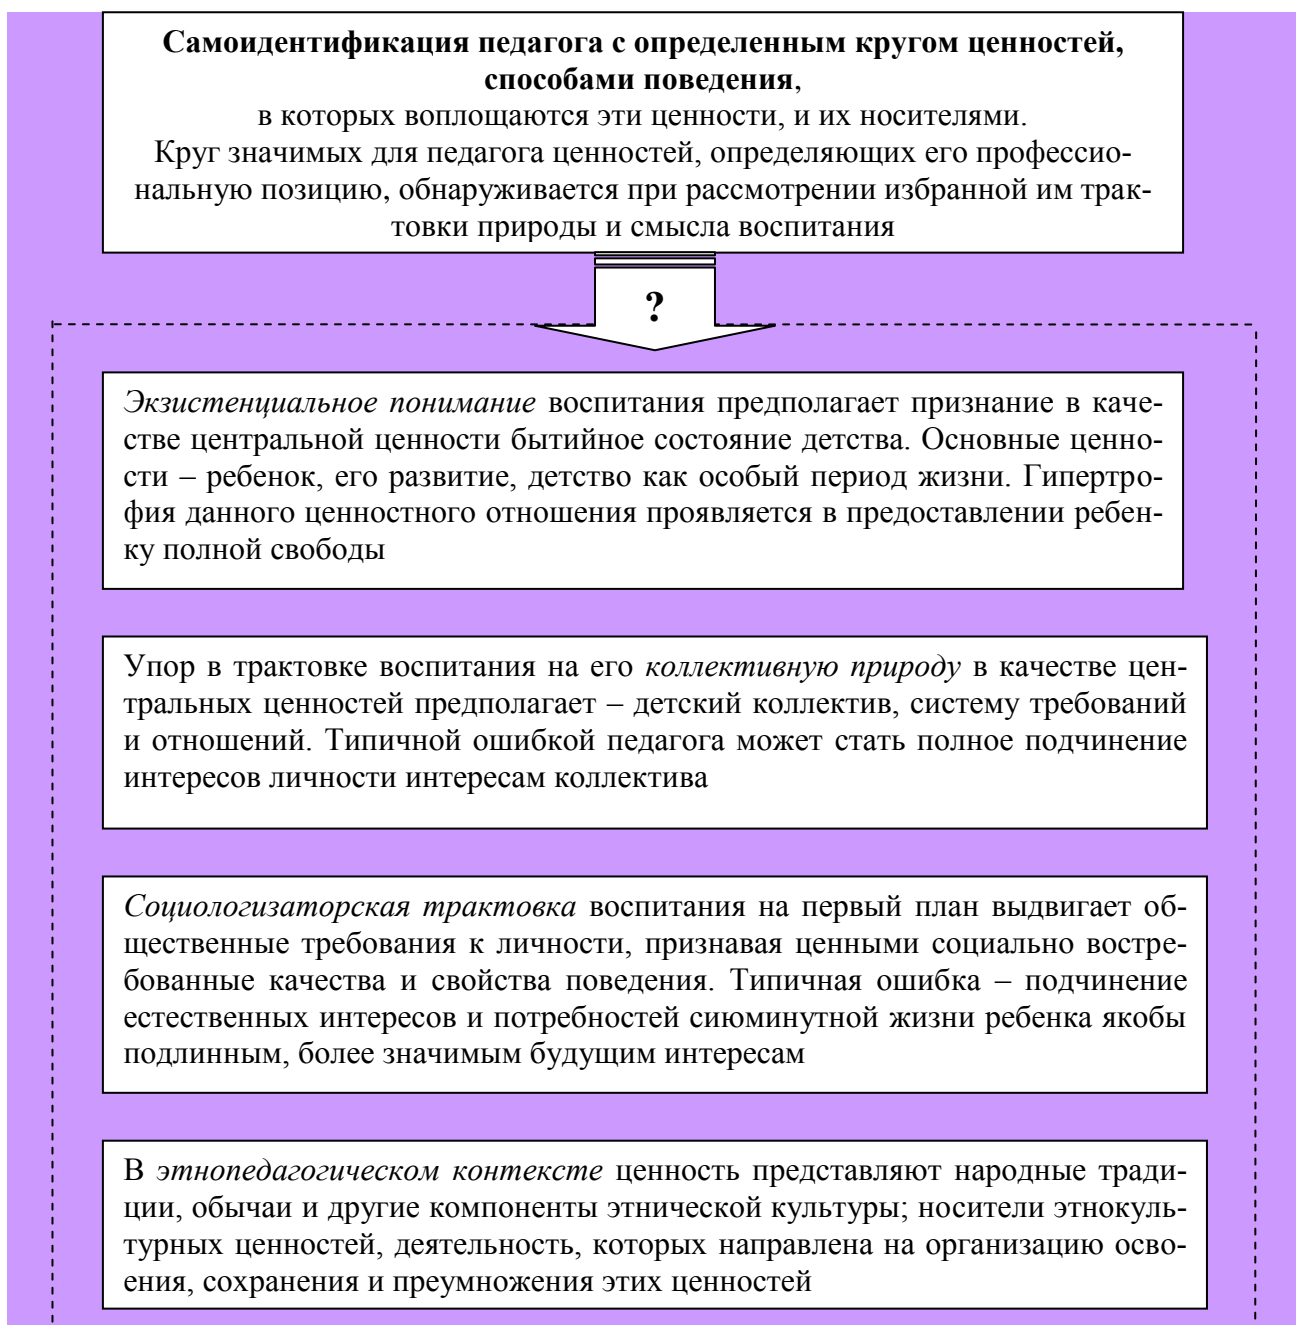 Самоидентификация педагога с определенным кругом ценностей,
способами поведения,
в которых воплощаются эти ценности, и их носителями.
Круг значимых для педагога ценностей, определяющих его профессио-
нальную позицию, обнаруживается при рассмотрении избранной им трак-
товки природы и смысла воспитания
?
Экзистенциальное понимание воспитания предполагает признание в каче-
стве центральной ценности бытийное состояние детства. Основные ценно-
сти – ребенок, его развитие, детство как особый период жизни. Гипертро-
фия данного ценностного отношения проявляется в предоставлении ребен-
ку полной свободы
Упор в трактовке воспитания на его коллективную природу в качестве цен-
тральных ценностей предполагает – детский коллектив, систему требований
и отношений. Типичной ошибкой педагога может стать полное подчинение
интересов личности интересам коллектива
Социологизаторская трактовка воспитания на первый план выдвигает об-
щественные требования к личности, признавая ценными социально востре-
бованные качества и свойства поведения. Типичная ошибка – подчинение
естественных интересов и потребностей сиюминутной жизни ребенка якобы
подлинным, более значимым будущим интересам
В этнопедагогическом контексте ценность представляют народные тради-
ции, обычаи и другие компоненты этнической культуры; носители этнокуль-
турных ценностей, деятельность, которых направлена на организацию осво-
ения, сохранения и преумножения этих ценностей